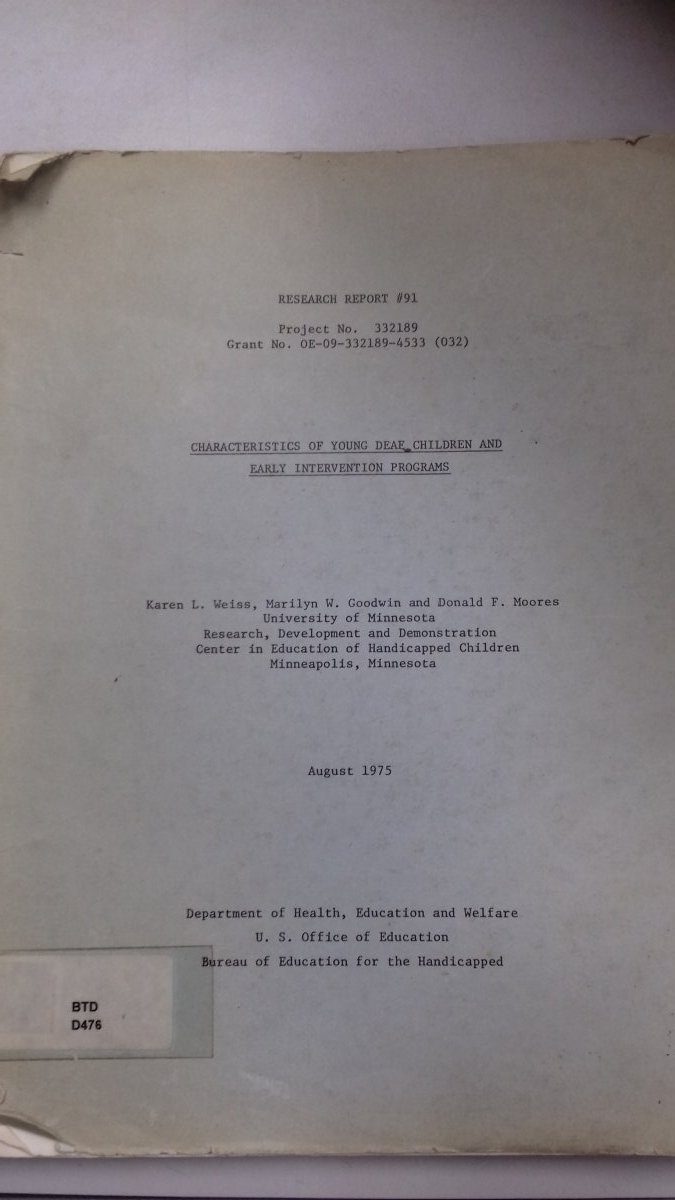 RESEARCH REPORT #91
Project No. 332189
Grant No. OE-09-332189-4533 (032)
CHARACTERISTICS OF YOUNG DEAF CHILDREN AND
EARLY INTERVENTION PROGRAMS
Karen L. Weiss, Marilyn W. Goodwin and Donald F. Moores
University of Minnesota
Research, Development and Demonstration
Center in Education of Handicapped Children
Minneapolis, Minnesota
August 1975
Department of Health, Education and Welfare
U. S. Office of Education
Bureau of Education for the Handicapped
BTD
D476